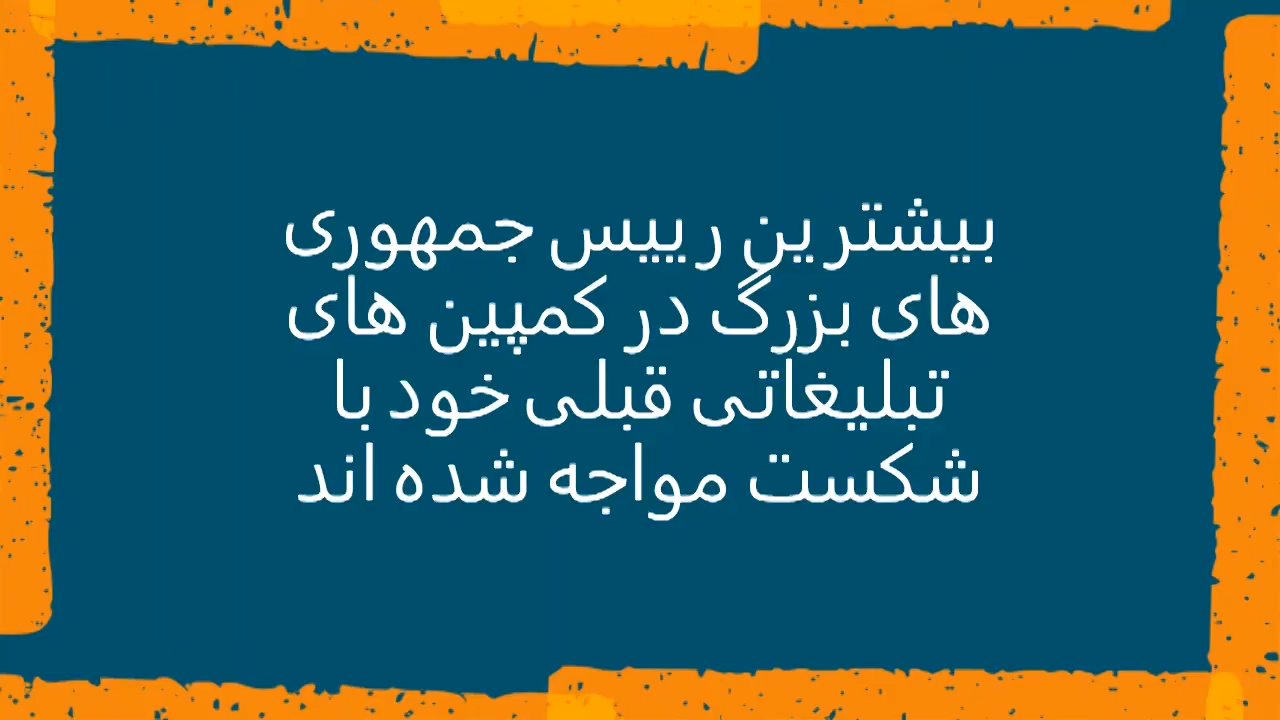 بیشترین رییس جمهوری
های بزرگ در کمپین های
تبلیغاتی قبلی خود با
شکست مواجه شده اند